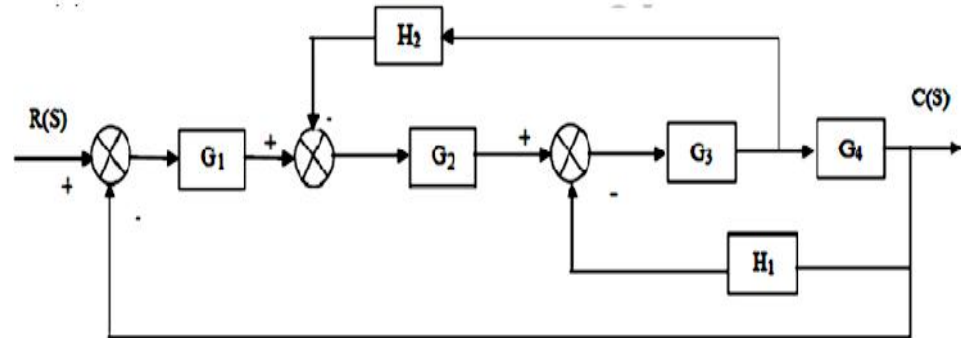 H₂
R(S)
C(S)
-
+
G₁
+
G₂
+
G₃
G₄
-
-
H₁